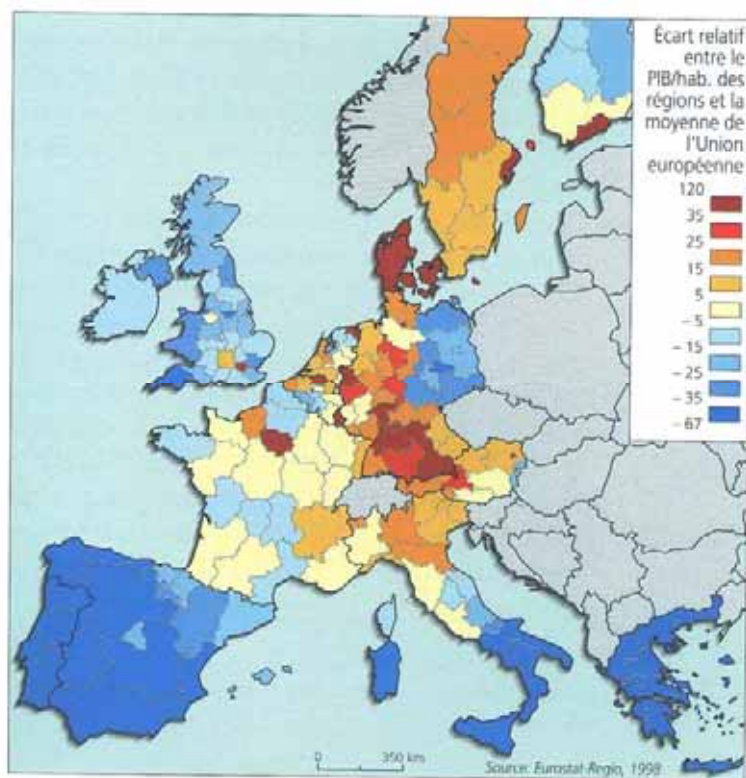 Écart relatif
entre le
PIB/hab. des
régions et la
moyenne de
l'Union
européenne
120
35
25
15
5
- 5
- 15
- 25
- 35
- 67
0 350 km
Source: Eurostat-Regio, 1998